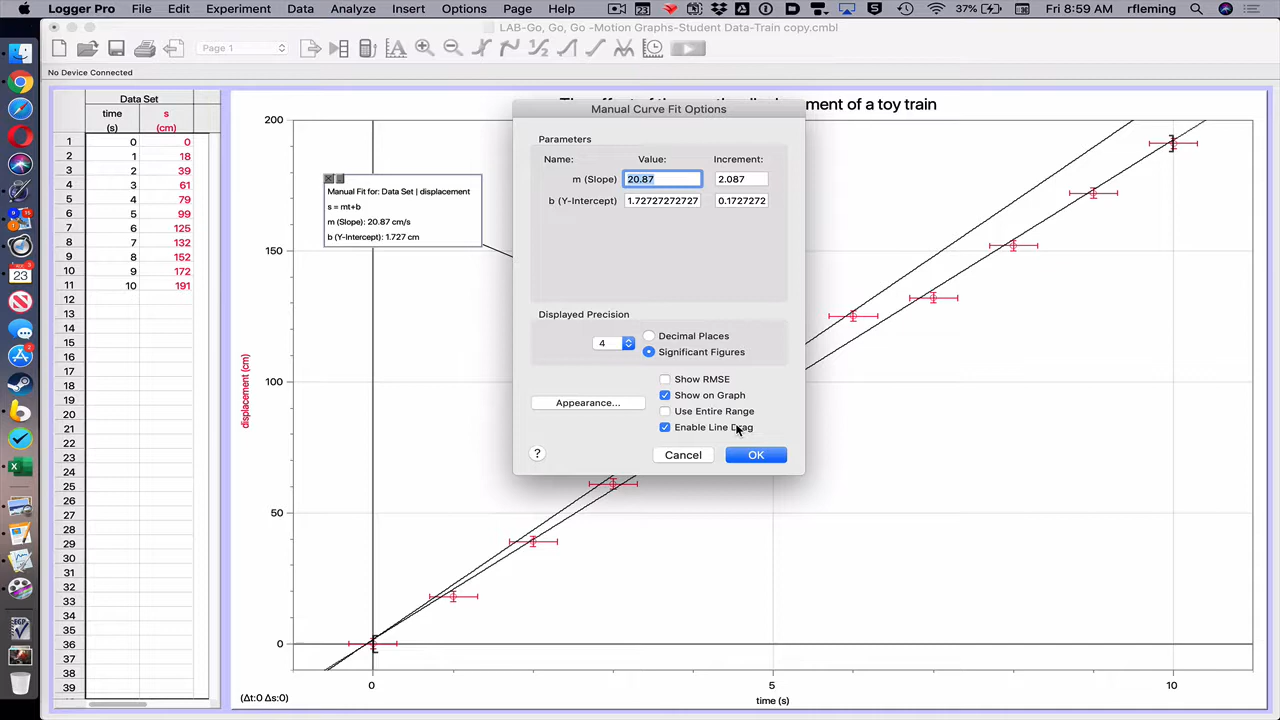 Logger Pro File Edit Experiment Data Analyze Insert Options Page Help 37% Fri 8:59 AM rfleming
LAB-Go, Go, Go -Motion Graphs-Student Data-Train copy.cmbl
Page 1
No Device Connected
Data Set
time s
(s) (cm)
1 0 0
2 1 18
3 2 39
4 3 61
5 4 79
6 5 99
7 6 125
8 7 132
9 8 152
10 9 172
11 10 191
12
13
14
15
16
17
18
19
20
21
22
23
24
25
26
27
28
29
30
31
32
33
34
35
36
37
38
39
ment of a toy train
200
150
100
50
0
displacement (cm)
0 5 10
time (s)
(Δt:0 Δs:0)
Manual Fit for: Data Set | displacement
s = mt+b
m (Slope): 20.87 cm/s
b (Y-Intercept): 1.727 cm
Manual Curve Fit Options
Parameters
Name: Value: Increment:
m (Slope) 20.87 2.087
b (Y-Intercept) 1.72727272727 0.1727272
Displayed Precision
4 Decimal Places
Significant Figures
Show RMSE
Show on Graph
Appearance...
Use Entire Range
Enable Line Drag
? Cancel OK